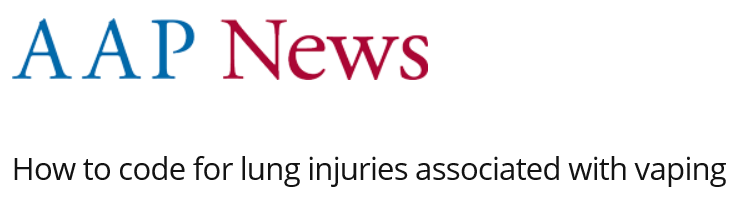 AAP News
How to code for lung injuries associated with vaping